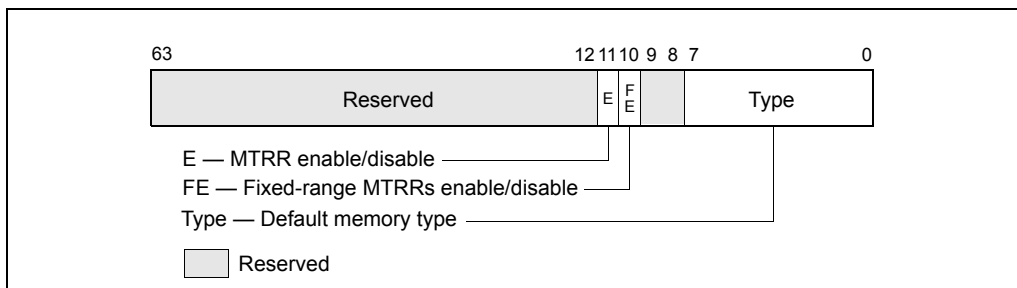 63 12 11 10 9 8 7 0
Reserved E FE Type
E — MTRR enable/disable
FE — Fixed-range MTRRs enable/disable
Type — Default memory type
Reserved